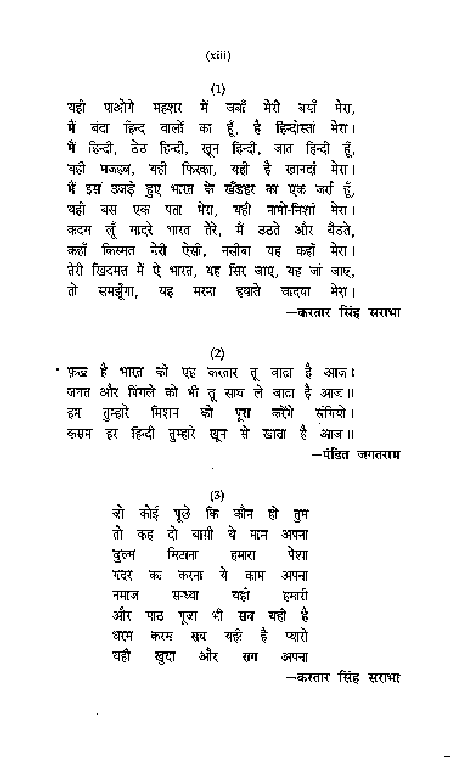 (xiii)
(1)
यही पाओगे महशर में जबाँ मेरी बयाँ मेरा,
मैं बंदा हिन्द वालों का हूँ, है हिन्दोस्तां मेरा।
मैं हिन्दी, ठेठ हिन्दी, खून हिन्दी, जात हिन्दी हूँ,
यही मजहब, यही फिरका, यही है खानदां मेरा।
मैं इस उजड़े हुए भारत के खँडहर का एक जर्रा हूँ,
यही बस एक पता मेरा, यही नामो-निशां मेरा।
कदम लूँ मादरे भारत तेरे, मैं उठते और बैठते,
कहाँ किस्मत मेरी ऐसी, नसीबा यह कहाँ मेरा।
तेरी खिदमत में ऐ भारत, यह सिर जाए, यह जां जाए,
तो समझूँगा, यह मरना हयाते जादवा मेरा।
—करतार सिंह सराभा
(2)
फ़ख्र है भारत को ऐह करतार तू जाता है आज।
जगत और पिंगले को भी तू साथ ले जाता है आज॥
हम तुम्हारे मिशन को पूरा करेंगे संगियो।
कसम हर हिन्दी तुम्हारे खून से खाता है आज॥
—पंडित जगतराम
(3)
जो कोई पूछे कि कौन हो तुम
तो कह दो बागी ये नाम अपना
जुल्म मिटाना हमारा पेशा
गदर का करना ये काम अपना
नमाज सन्ध्या यही हमारी
और पाठ पूजा भी सब यही है
धरम करम सब यही है प्यारो
यही खुदा और राम अपना
—करतार सिंह सराभा